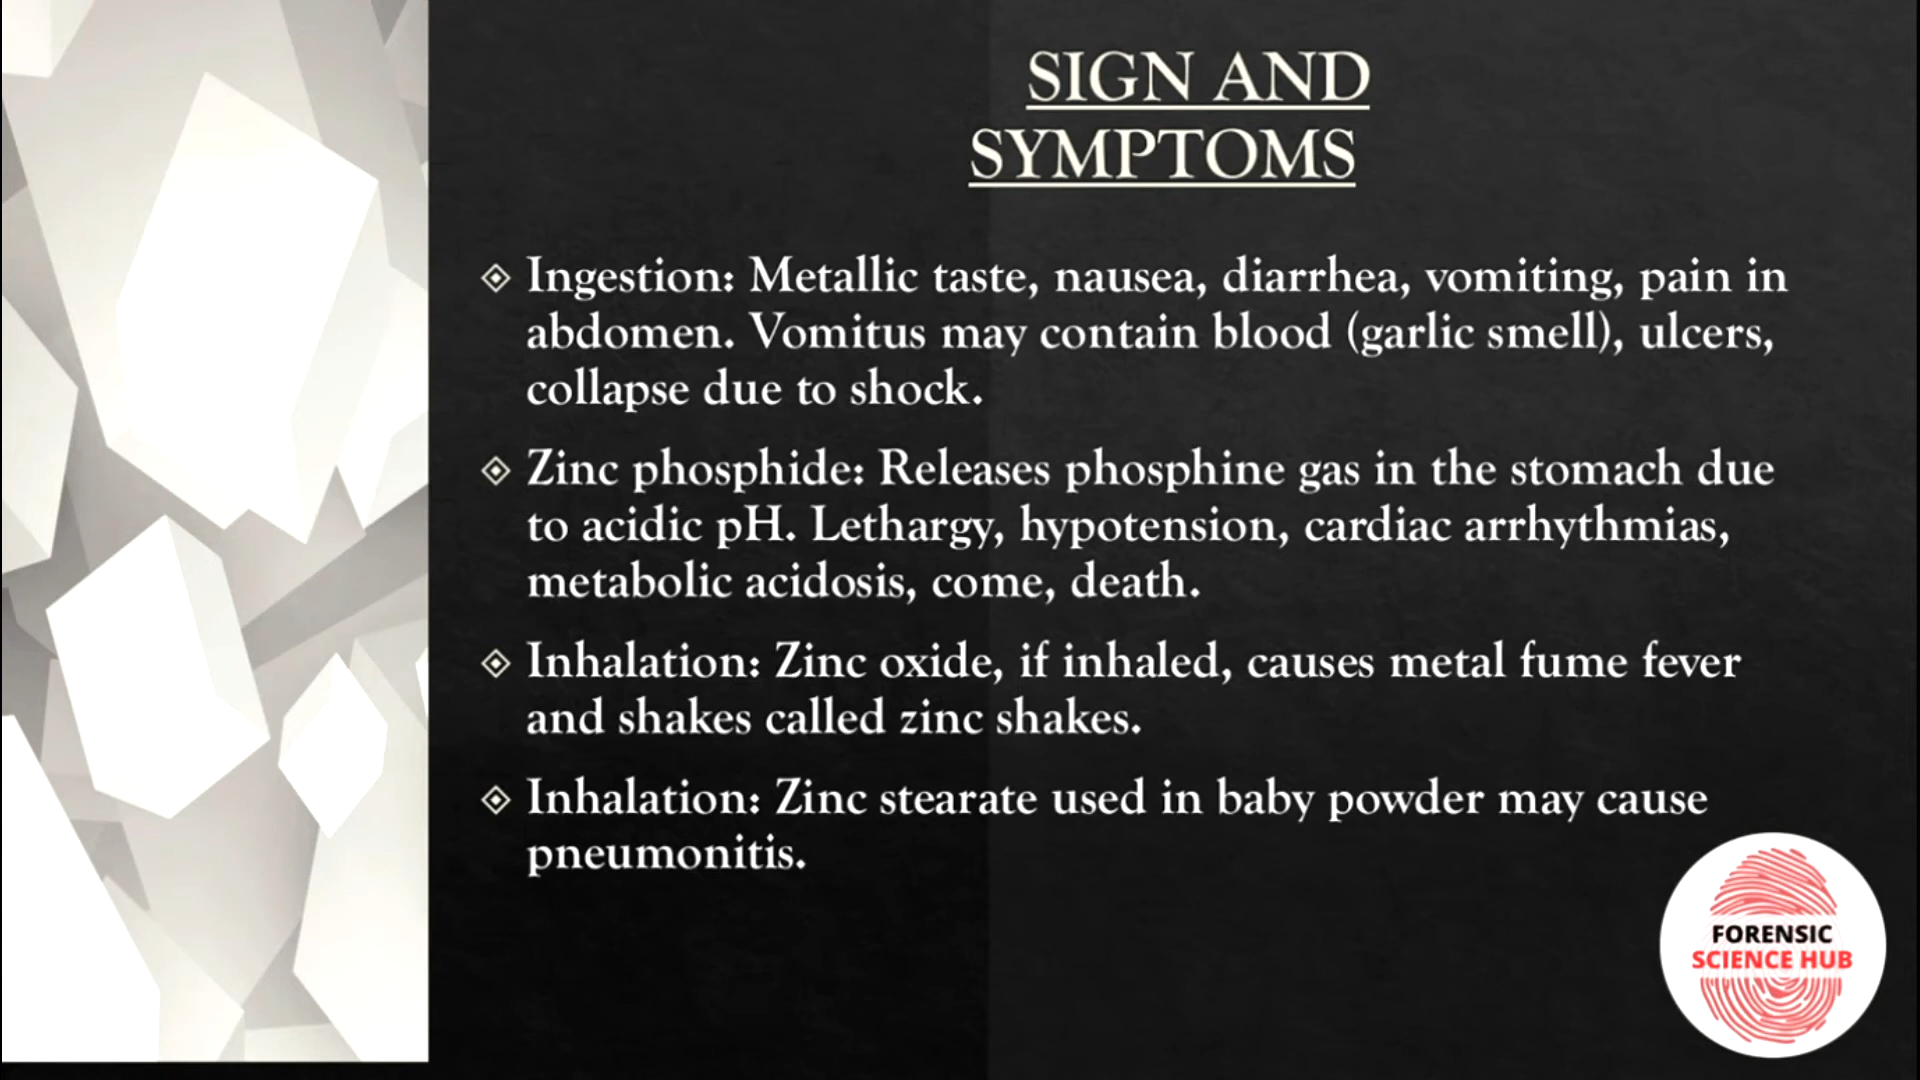 SIGN AND
SYMPTOMS
Ingestion: Metallic taste, nausea, diarrhea, vomiting, pain in
abdomen. Vomitus may contain blood (garlic smell), ulcers,
collapse due to shock.
Zinc phosphide: Releases phosphine gas in the stomach due
to acidic pH. Lethargy, hypotension, cardiac arrhythmias,
metabolic acidosis, come, death.
Inhalation: Zinc oxide, if inhaled, causes metal fume fever
and shakes called zinc shakes.
Inhalation: Zinc stearate used in baby powder may cause
pneumonitis.
FORENSIC
SCIENCE HUB